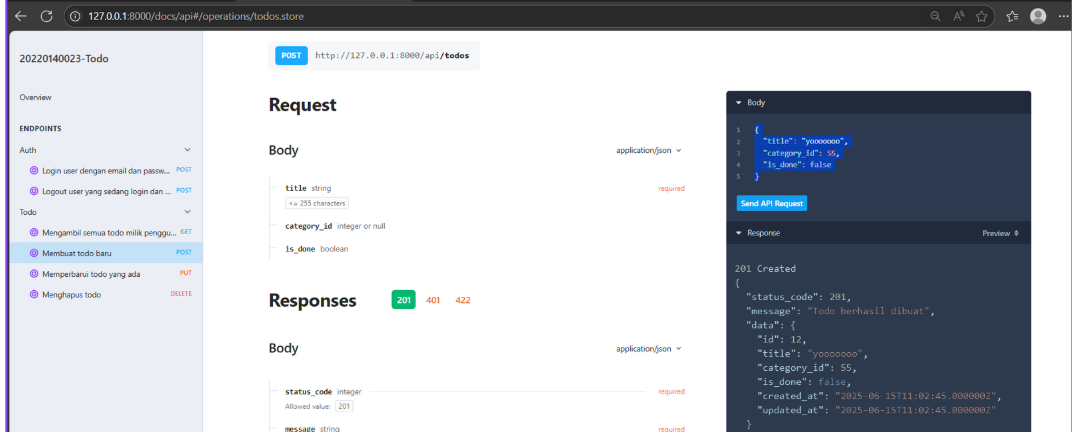 127.0.0.1:8000/docs/api#/operations/todos.store
20220140023-Todo
Overview
ENDPOINTS
Auth
Login user dengan email dan passw... POST
Logout user yang sedang login dan ... POST
Todo
Mengambil semua todo milik penggu... GET
Membuat todo baru POST
Memperbarui todo yang ada PUT
Menghapus todo DELETE
POST http://127.0.0.1:8000/api/todos
Request
Body application/json
title string required
<= 255 characters
category_id integer or null
is_done boolean
Responses 201 401 422
Body application/json
status_code integer required
Allowed value: 201
message string required
Body
1 {
2 "title": "yooooooo",
3 "category_id": 55,
4 "is_done": false
5 }
Send API Request
Response Preview
201 Created
{
"status_code": 201,
"message": "Todo berhasil dibuat",
"data": {
"id": 12,
"title": "yooooooo",
"category_id": 55,
"is_done": false,
"created_at": "2025-06-15T11:02:45.000000Z",
"updated_at": "2025-06-15T11:02:45.000000Z"
}